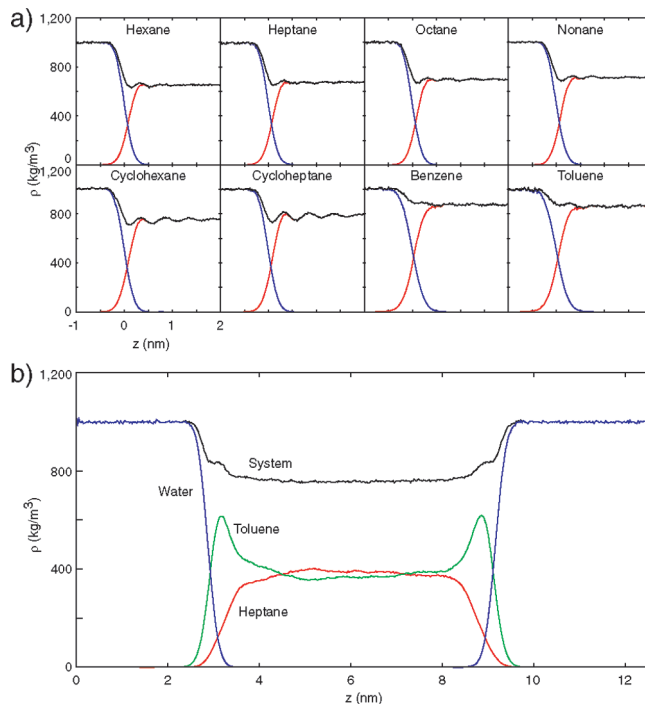 a)
1,200
Hexane
Heptane
Octane
Nonane
800
400
0
ρ (kg/m3)
1,200
Cyclohexane
Cycloheptane
Benzene
Toluene
800
400
0
-1 0 1 2
z (nm)
b)
1,200
System
800
Water
Toluene
ρ (kg/m3)
400
Heptane
0
0 2 4 6 8 10 12
z (nm)